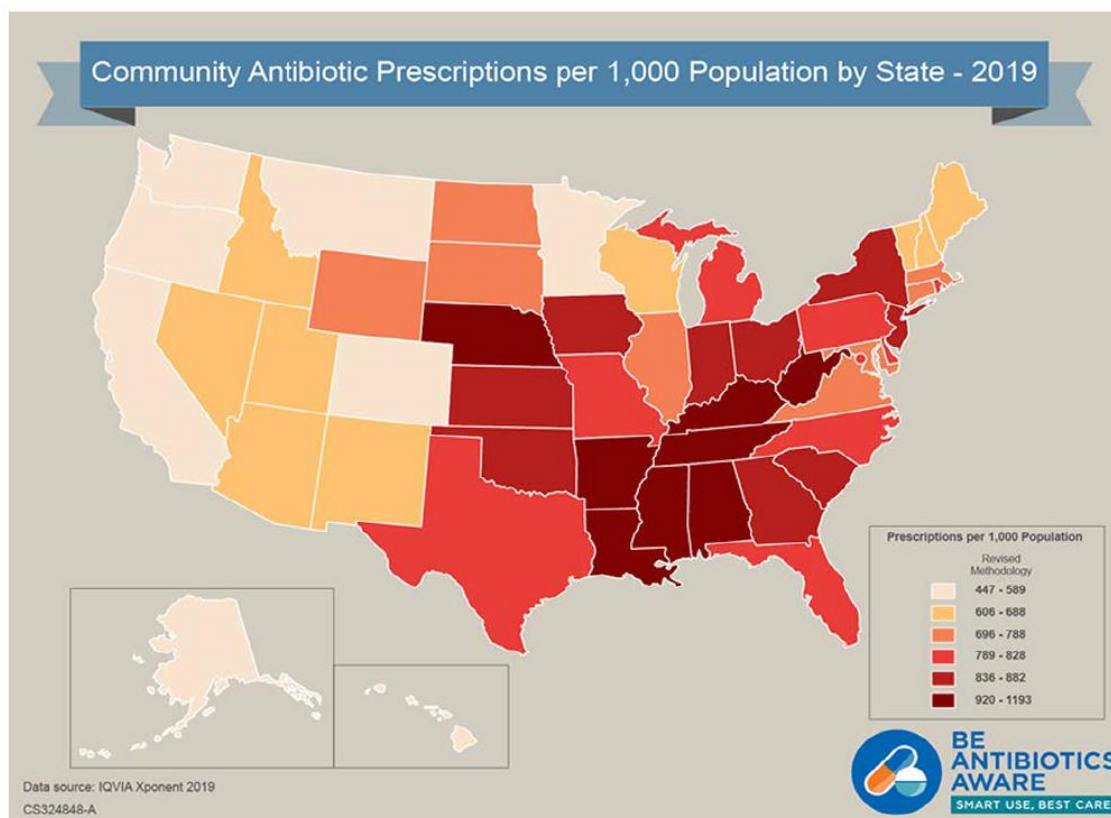 Community Antibiotic Prescriptions per 1,000 Population by State - 2019
Prescriptions per 1,000 Population
Revised
Methodology
447 - 589
606 - 688
696 - 788
789 - 828
836 - 882
920 - 1193
Data source: IQVIA Xponent 2019
CS324848-A
BE
ANTIBIOTICS
AWARE
SMART USE, BEST CARE